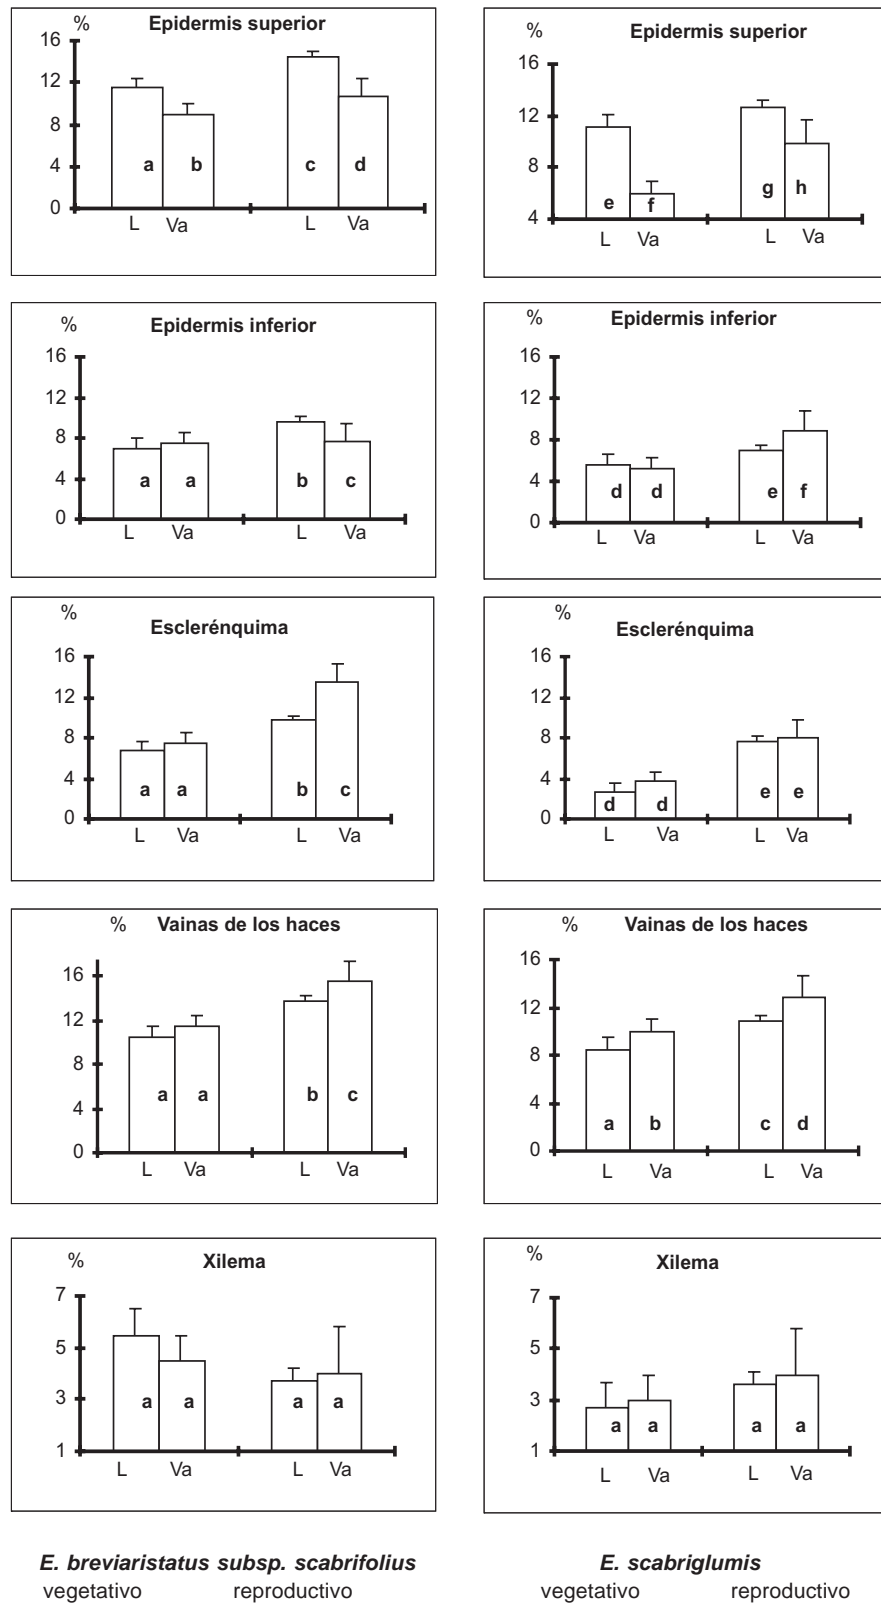 %
Epidermis superior
16
12
8
4
0
a
b
c
d
L
Va
L
Va
%
Epidermis superior
16
12
8
4
e
f
g
h
L
Va
L
Va
%
Epidermis inferior
16
12
8
4
0
a
a
b
c
L
Va
L
Va
%
Epidermis inferior
16
12
8
4
0
d
d
e
f
L
Va
L
Va
%
Esclerénquima
16
12
8
4
0
a
a
b
c
L
Va
L
Va
%
Esclerénquima
16
12
8
4
0
d
d
e
e
L
Va
L
Va
%
Vainas de los haces
16
12
8
4
0
a
a
b
c
L
Va
L
Va
%
Vainas de los haces
16
12
8
4
0
a
b
c
d
L
Va
L
Va
%
Xilema
7
5
3
1
a
a
a
a
L
Va
L
Va
%
Xilema
7
5
3
1
a
a
a
a
L
Va
L
Va
E. breviaristatus subsp. scabrifolius
vegetativo reproductivo
E. scabriglumis
vegetativo reproductivo